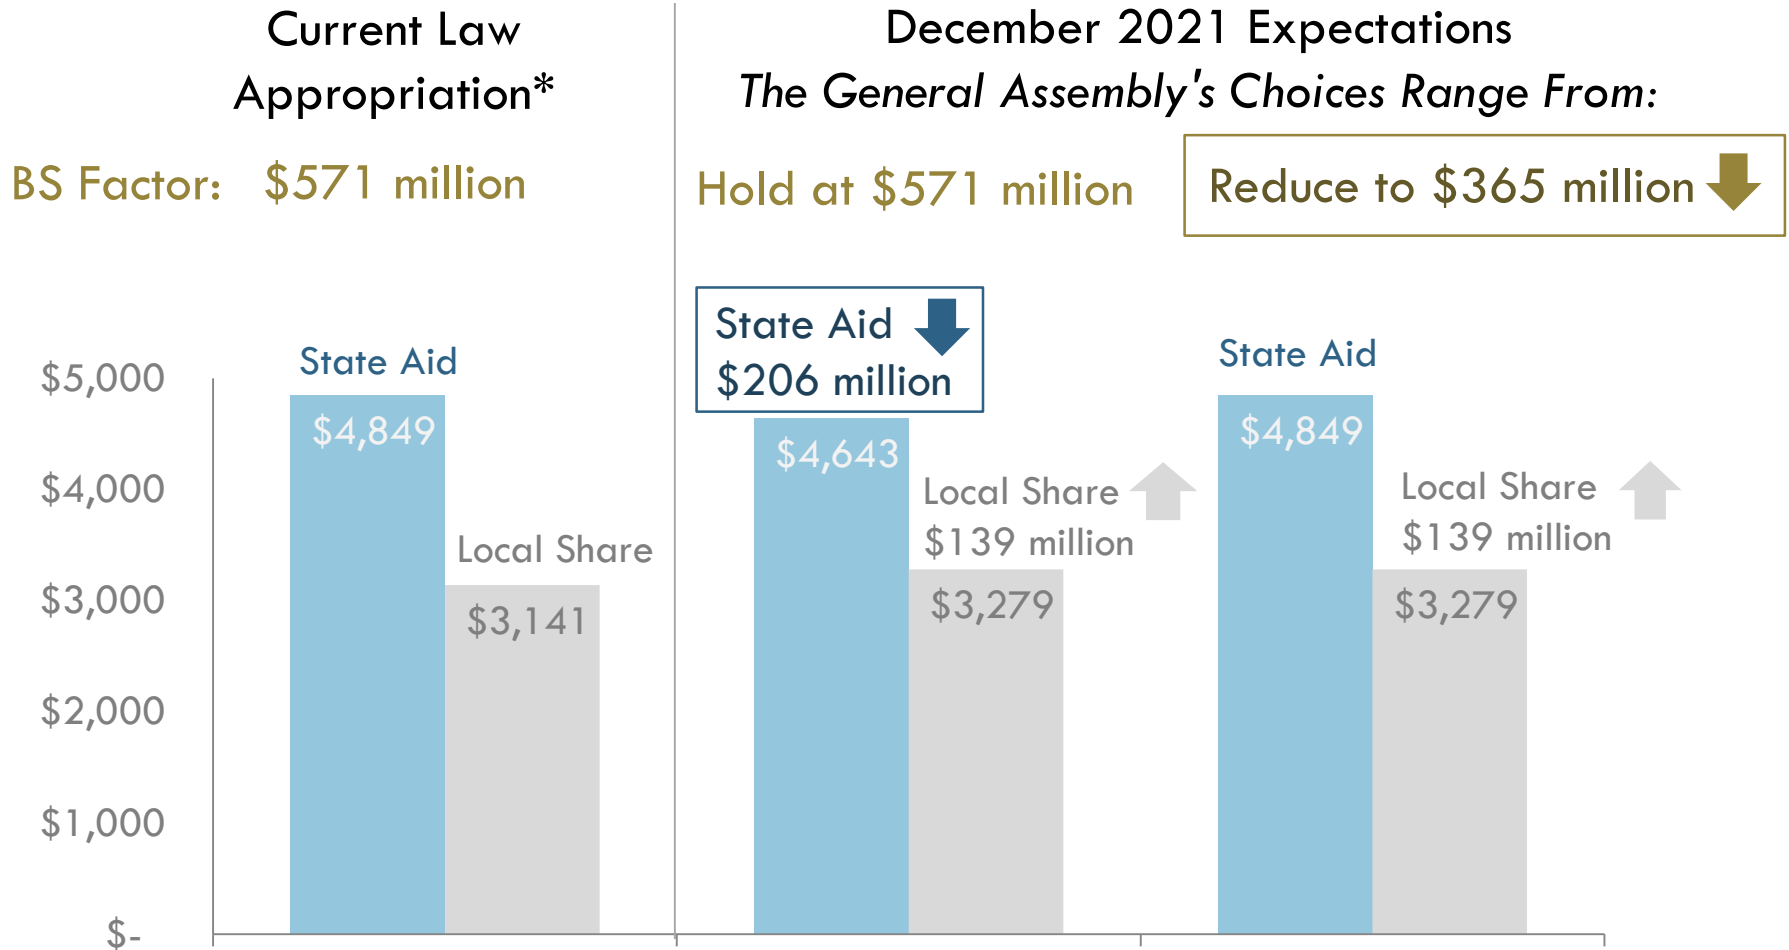 Current Law
Appropriation*
December 2021 Expectations
The General Assembly's Choices Range From:
BS Factor: $571 million
Hold at $571 million
Reduce to $365 million
State Aid
$206 million
State Aid
State Aid
$5,000
$4,000
$3,000
$2,000
$1,000
$-
$4,849
Local Share
$3,141
$4,643
Local Share
$139 million
$3,279
$4,849
Local Share
$139 million
$3,279